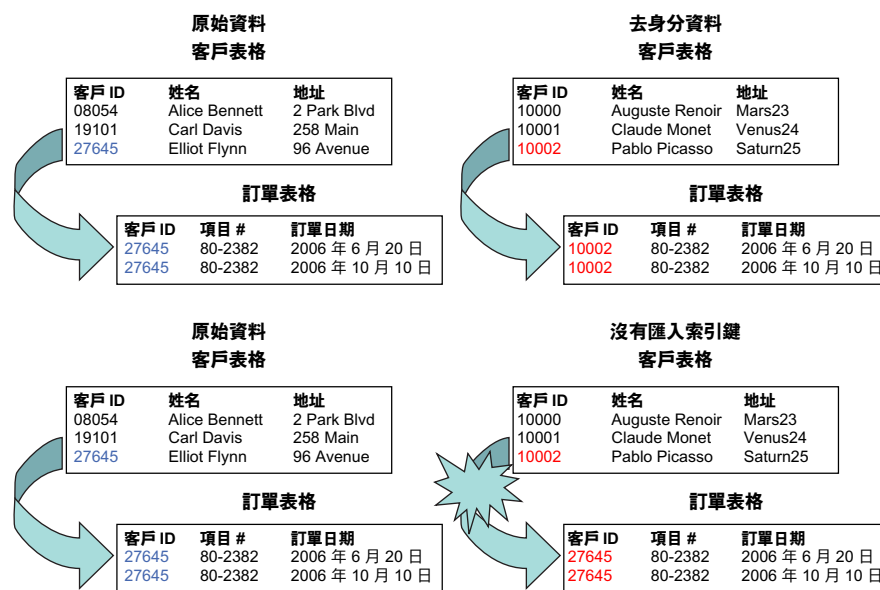 原始資料
客戶表格
客戶 ID 姓名 地址
08054 Alice Bennett 2 Park Blvd
19101 Carl Davis 258 Main
27645 Elliot Flynn 96 Avenue
訂單表格
客戶 ID 項目 # 訂單日期
27645 80-2382 2006 年 6 月 20 日
27645 80-2382 2006 年 10 月 10 日
去身分資料
客戶表格
客戶 ID 姓名 地址
10000 Auguste Renoir Mars23
10001 Claude Monet Venus24
10002 Pablo Picasso Saturn25
訂單表格
客戶 ID 項目 # 訂單日期
10002 80-2382 2006 年 6 月 20 日
10002 80-2382 2006 年 10 月 10 日
原始資料
客戶表格
客戶 ID 姓名 地址
08054 Alice Bennett 2 Park Blvd
19101 Carl Davis 258 Main
27645 Elliot Flynn 96 Avenue
訂單表格
客戶 ID 項目 # 訂單日期
27645 80-2382 2006 年 6 月 20 日
27645 80-2382 2006 年 10 月 10 日
沒有匯入索引鍵
客戶表格
客戶 ID 姓名 地址
10000 Auguste Renoir Mars23
10001 Claude Monet Venus24
10002 Pablo Picasso Saturn25
訂單表格
客戶 ID 項目 # 訂單日期
27645 80-2382 2006 年 6 月 20 日
27645 80-2382 2006 年 10 月 10 日